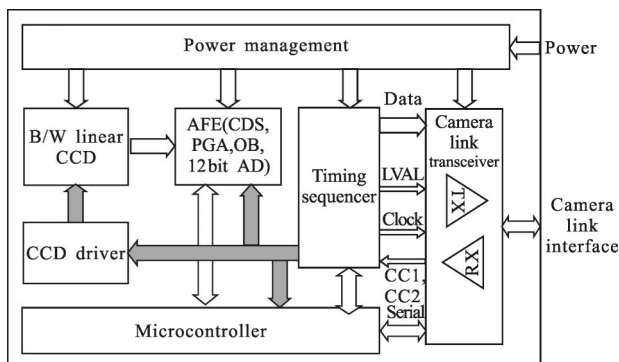 Power management
Power
B/W linear
CCD
AFE(CDS,
PGA,OB,
12bit AD)
Timing
sequencer
Data
LVAL
Clock
CC1,
CC2
Serial
Camera
link
transceiver
TX
RX
Camera
link
interface
CCD driver
Microcontroller